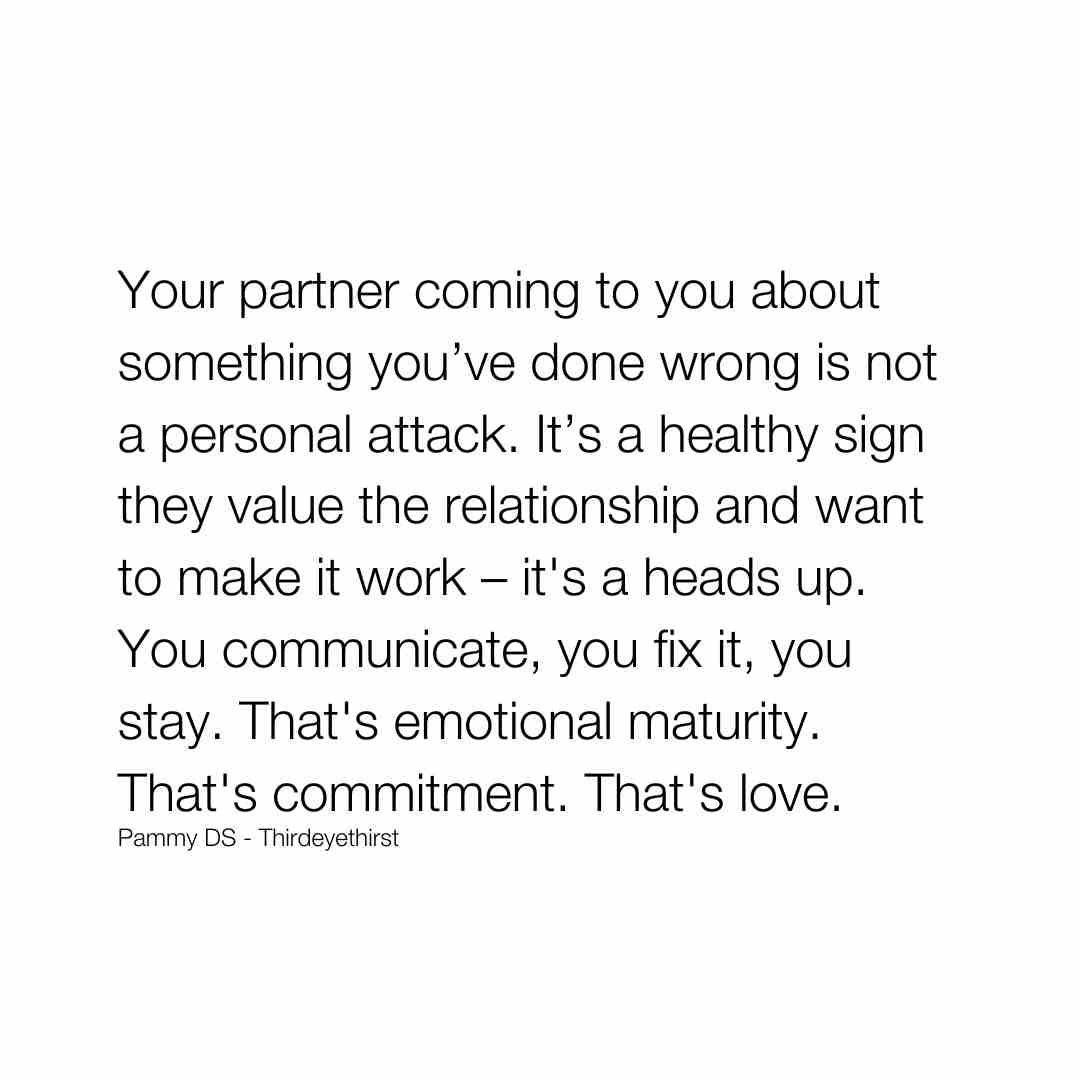 Your partner coming to you about
something you’ve done wrong is not
a personal attack. It’s a healthy sign
they value the relationship and want
to make it work – it's a heads up.
You communicate, you fix it, you
stay. That's emotional maturity.
That's commitment. That's love.
Pammy DS - Thirdeyethirst